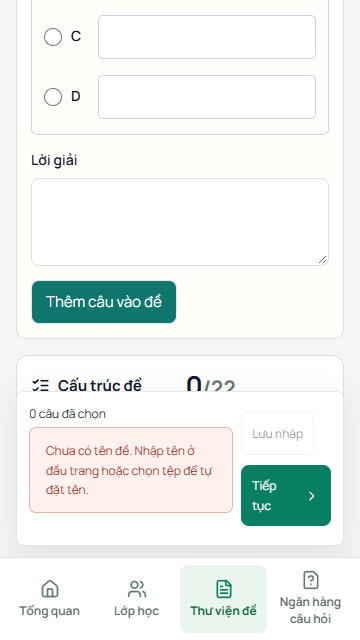 C
D
Lời giải
Thêm câu vào đề
Cấu trúc đề
0/22
0 câu đã chọn
Chưa có tên đề. Nhập tên ở
đầu trang hoặc chọn tệp để tự
đặt tên.
Lưu nháp
Tiếp
tục
Tổng quan
Lớp học
Thư viện đề
Ngân hàng
câu hỏi